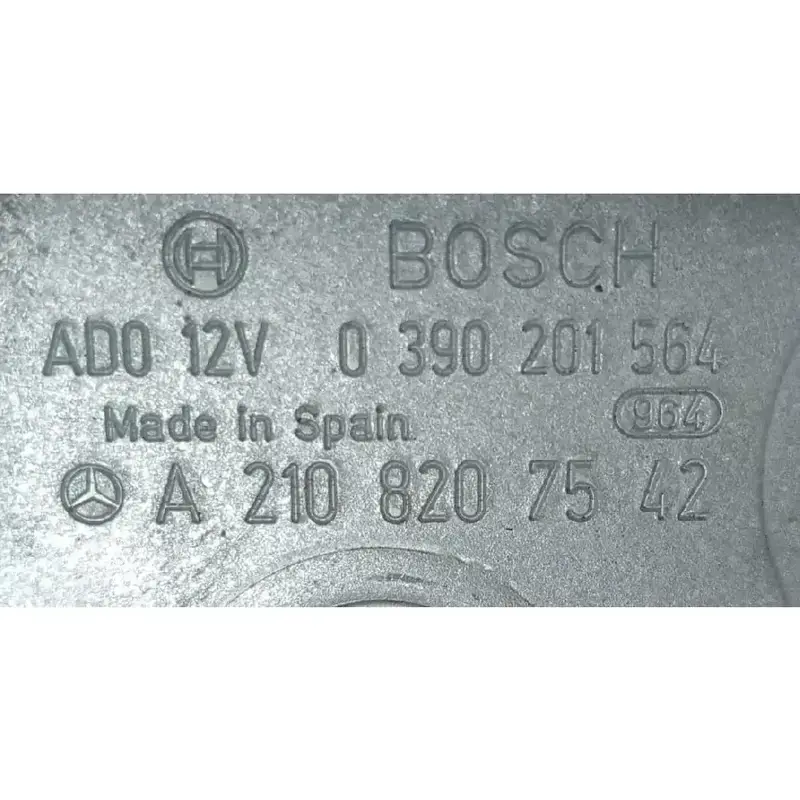 BOSCH
AD0 12V 0 390 201 564
Made in Spain 964
A 210 820 75 42